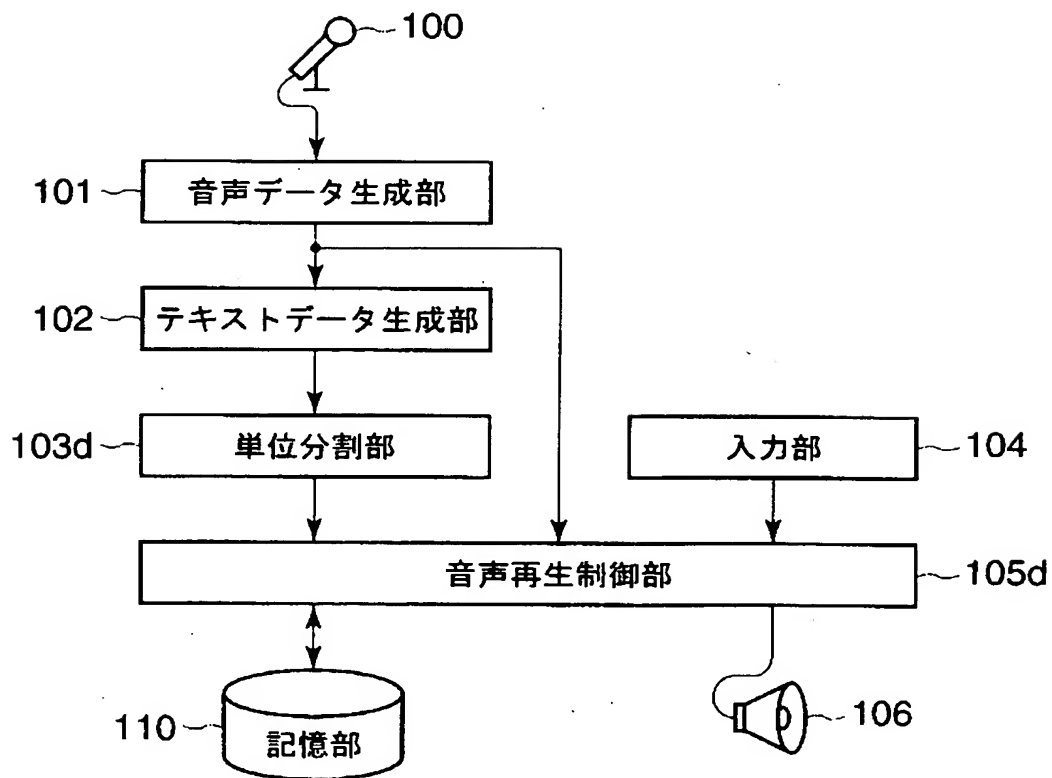 100
101
音声データ生成部
102
テキストデータ生成部
103d
単位分割部
入力部
104
音声再生制御部
105d
110
記憶部
106